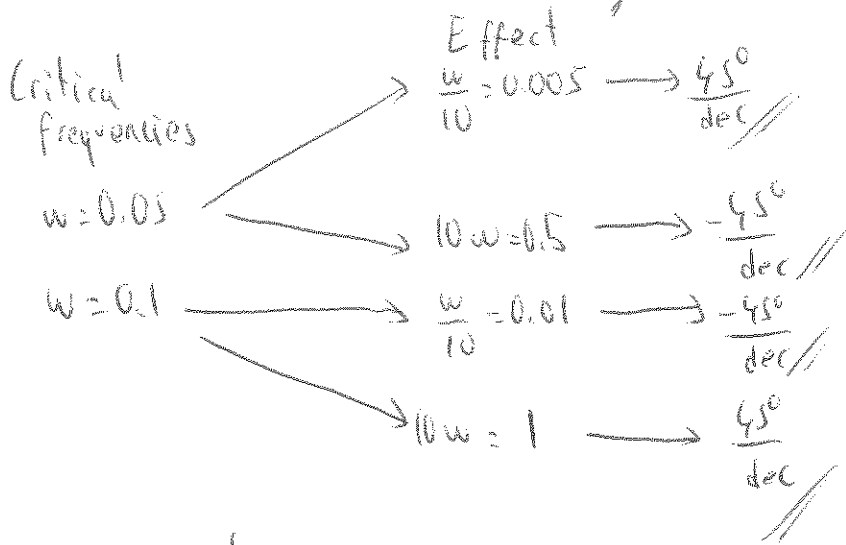 Effect
Critical
frequencies
w/10 = 0.005 → 45°/dec
w = 0.05
10w = 0.5 → -45°/dec
w = 0.1
w/10 = 0.01 → -45°/dec
10w = 1 → 45°/dec